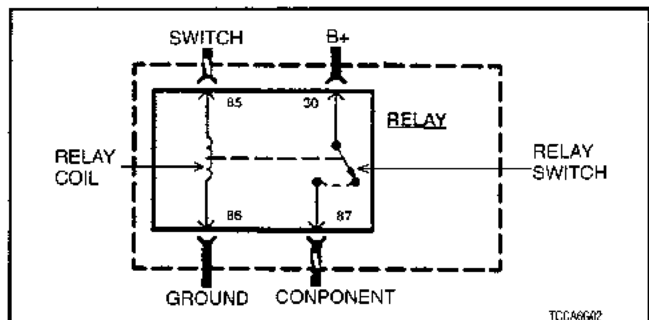 SWITCH B+
85 30 RELAY
RELAY COIL
RELAY SWITCH
86 87
GROUND CONPONENT
TCCA6G02